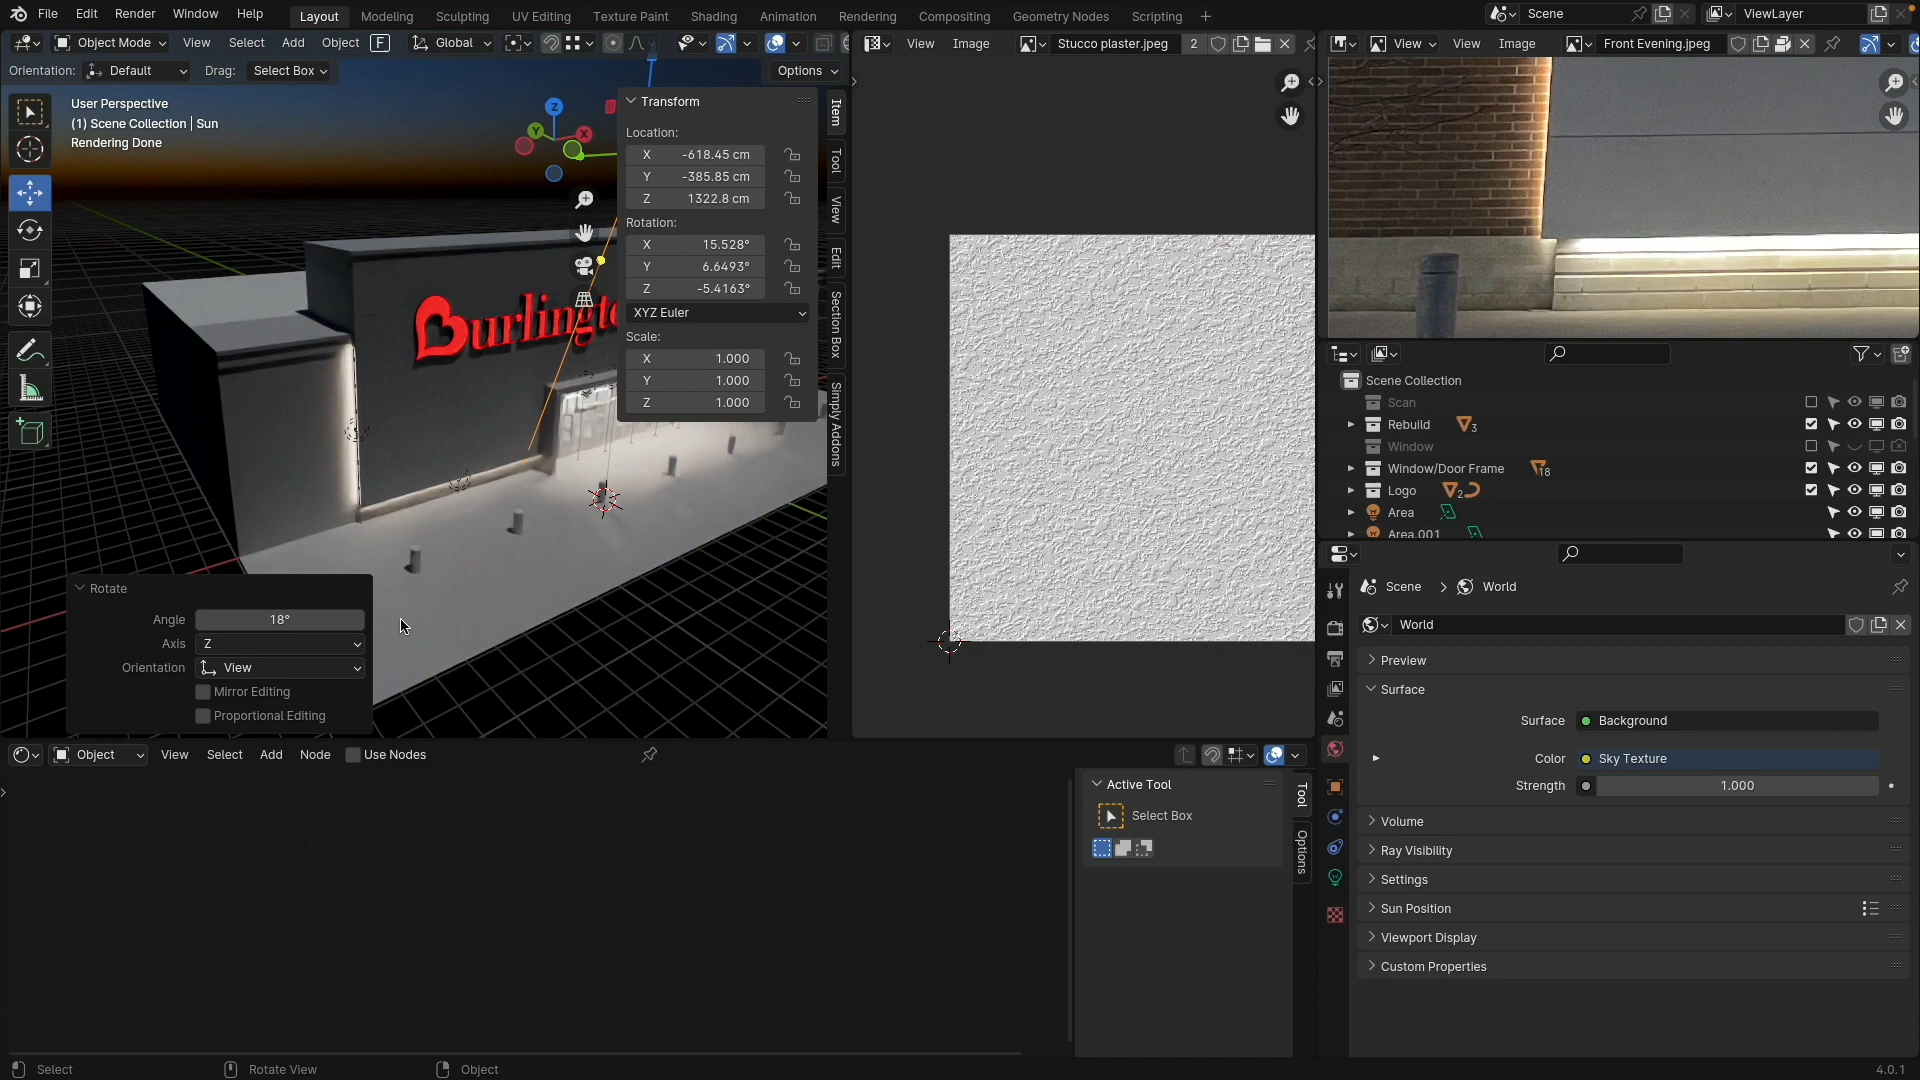 File Edit Render Window Help Layout Modeling Sculpting UV Editing Texture Paint Shading Animation Rendering Compositing Geometry Nodes Scripting + Scene ViewLayer
Object Mode View Select Add Object F Global View Image Stucco plaster.jpeg 2 View View Image Front Evening.jpeg
Orientation: Default Drag: Select Box Options
User Perspective
(1) Scene Collection | Sun
Rendering Done
Z
Y
X
Transform
Location:
X -618.45 cm
Y -385.85 cm
Z 1322.8 cm
Rotation:
X 15.528°
Y 6.6493°
Z -5.4163°
XYZ Euler
Scale:
X 1.000
Y 1.000
Z 1.000
Item
Tool
View
Edit
Section Box
Simply Addons
Burlingto
Rotate
Angle 18°
Axis Z
Orientation View
Mirror Editing
Proportional Editing
Scene Collection
Scan
Rebuild 3
Window
Window/Door Frame 18
Logo 2
Area
Area.001
Scene > World
World
Preview
Surface
Surface Background
Color Sky Texture
Strength 1.000
Volume
Ray Visibility
Settings
Sun Position
Viewport Display
Custom Properties
Object View Select Add Node Use Nodes
Active Tool
Select Box
Tool
Options
Select Rotate View Object 4.0.1